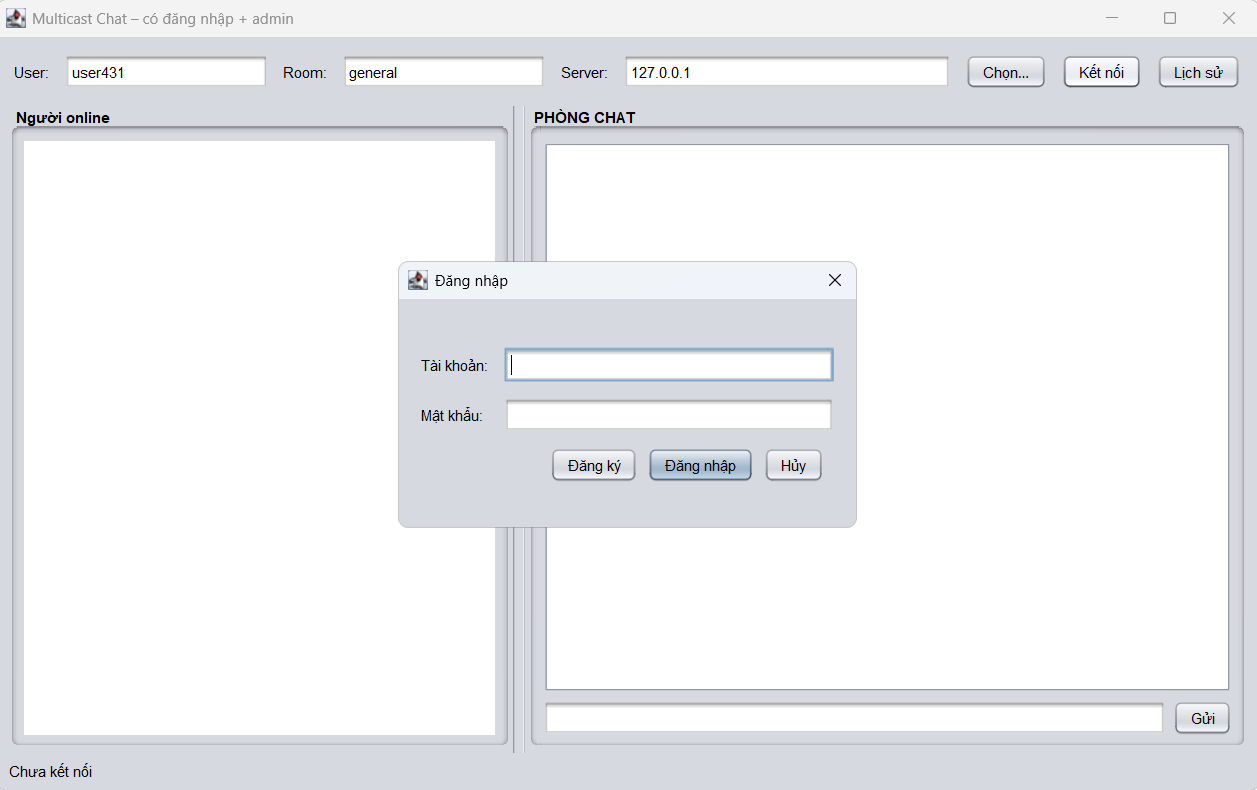 Multicast Chat – có đăng nhập + admin
User: user431 Room: general Server: 127.0.0.1 Chọn... Kết nối Lịch sử
Người online
PHÒNG CHAT
Đăng nhập
Tài khoản:
Mật khẩu:
Đăng ký Đăng nhập Hủy
Gửi
Chưa kết nối